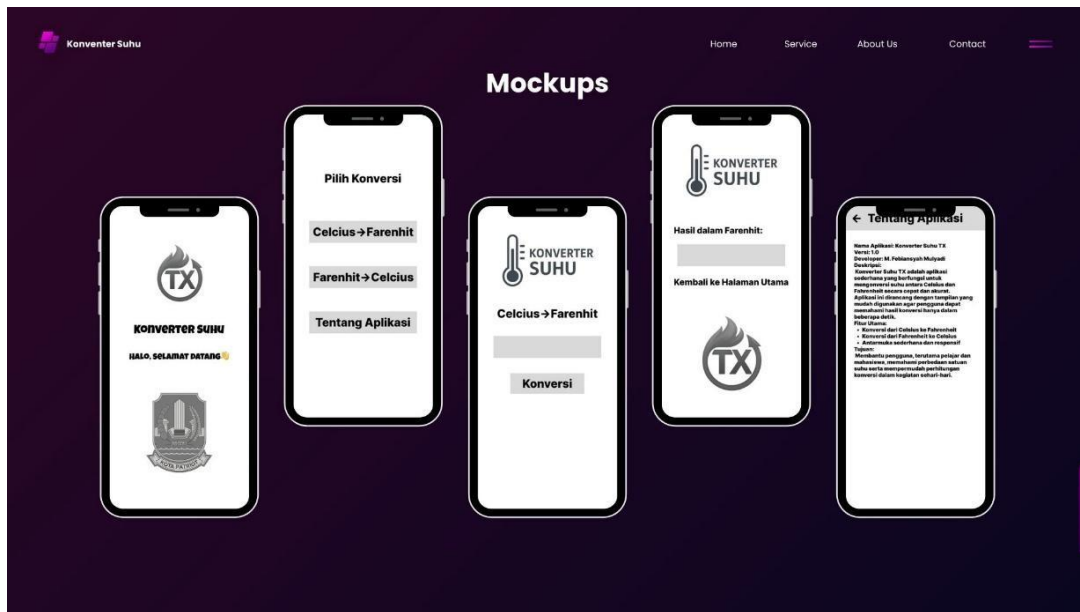 Konventer Suhu
Home
Service
About Us
Contact
Mockups
TX
KONVERTER SUHU
HALO, SELAMAT DATANG👋
KOTA PATRIOT
Pilih Konversi
Celcius→Farenhit
Farenhit→Celcius
Tentang Aplikasi
KONVERTER
SUHU
Celcius→Farenhit
Konversi
KONVERTER
SUHU
Hasil dalam Farenhit:
Kembali ke Halaman Utama
TX
← Tentang Aplikasi
Nama Aplikasi: Konverter Suhu TX
Versi: 1.0
Developer: M. Febiansyah Mulyadi
Deskripsi:
Konverter Suhu TX adalah aplikasi
sederhana yang berfungsi untuk
mengonversi suhu antara Celsius dan
Fahrenheit secara cepat dan akurat.
Aplikasi ini dirancang dengan tampilan yang
mudah digunakan agar pengguna dapat
memahami hasil konversi hanya dalam
beberapa detik.
Fitur Utama:
• Konversi dari Celsius ke Fahrenheit
• Konversi dari Fahrenheit ke Celsius
• Antarmuka sederhana dan responsif
Tujuan:
Membantu pengguna, terutama pelajar dan
mahasiswa, memahami perbedaan satuan
suhu serta mempermudah perhitungan
konversi dalam kegiatan sehari-hari.